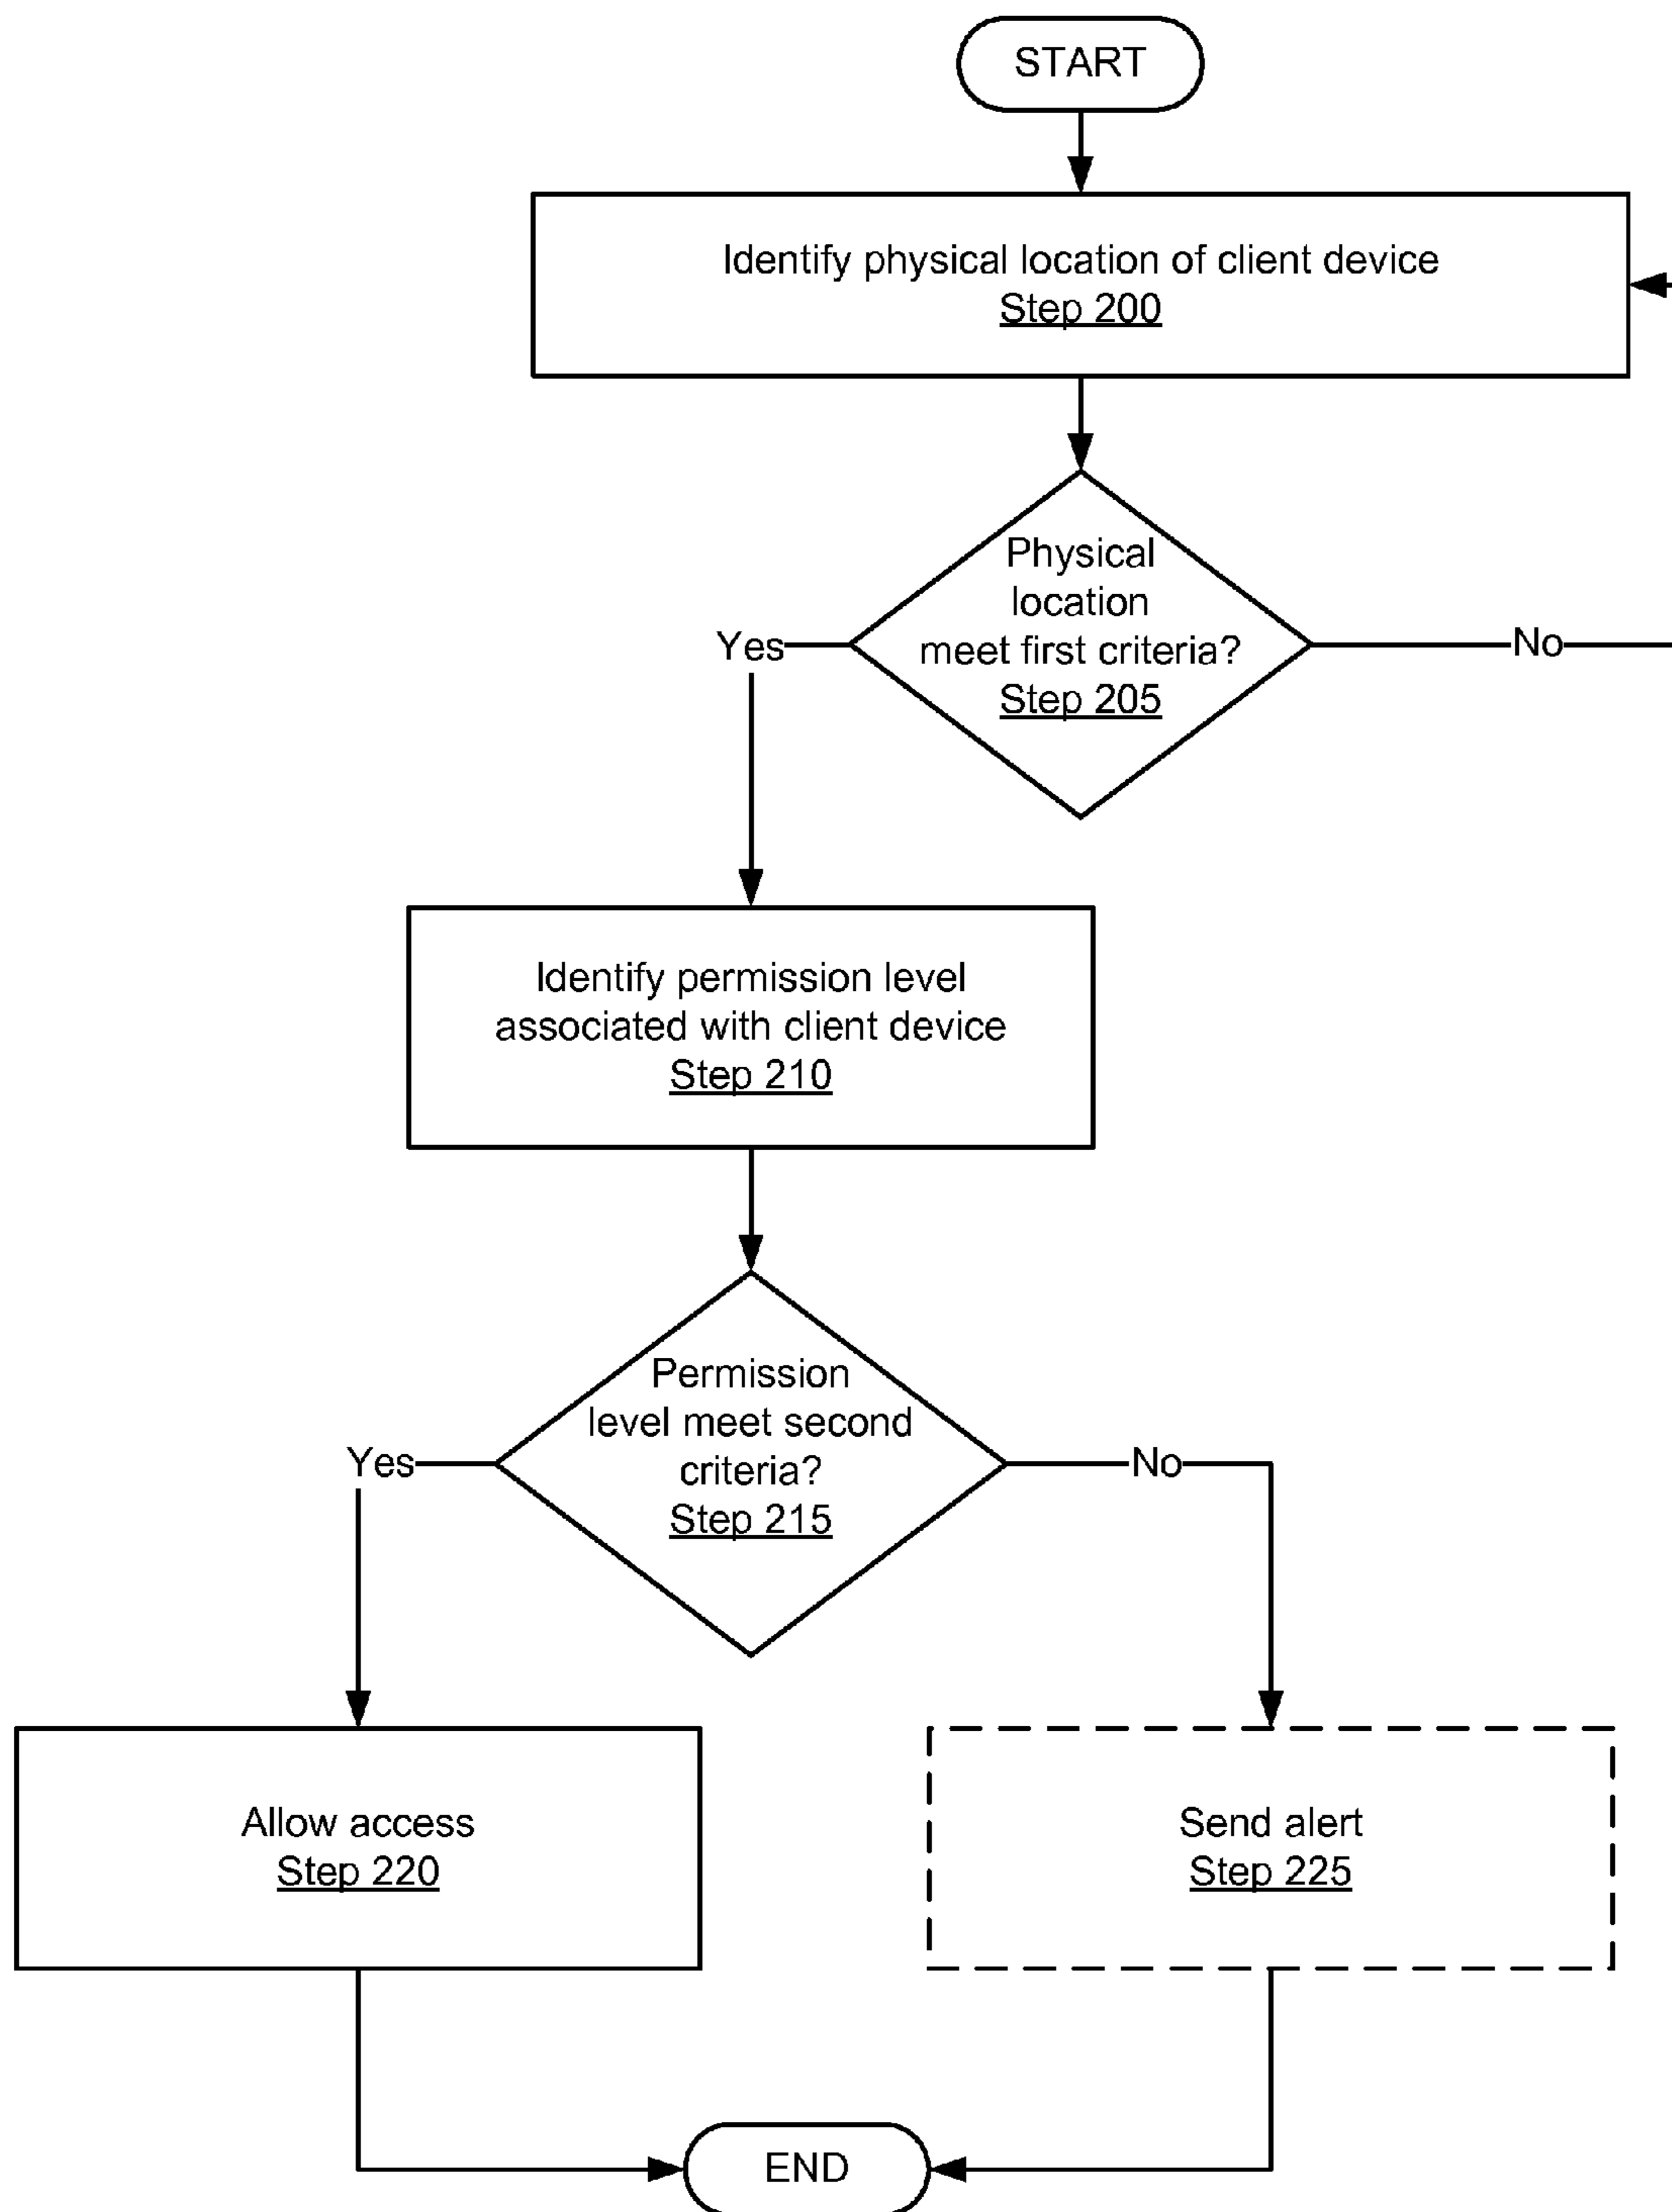 START
Identify physical location of client device
Step 200
Physical
location
meet first criteria?
Step 205
Yes
No
Identify permission level
associated with client device
Step 210
Permission
level meet second
criteria?
Step 215
Yes
No
Allow access
Step 220
Send alert
Step 225
END